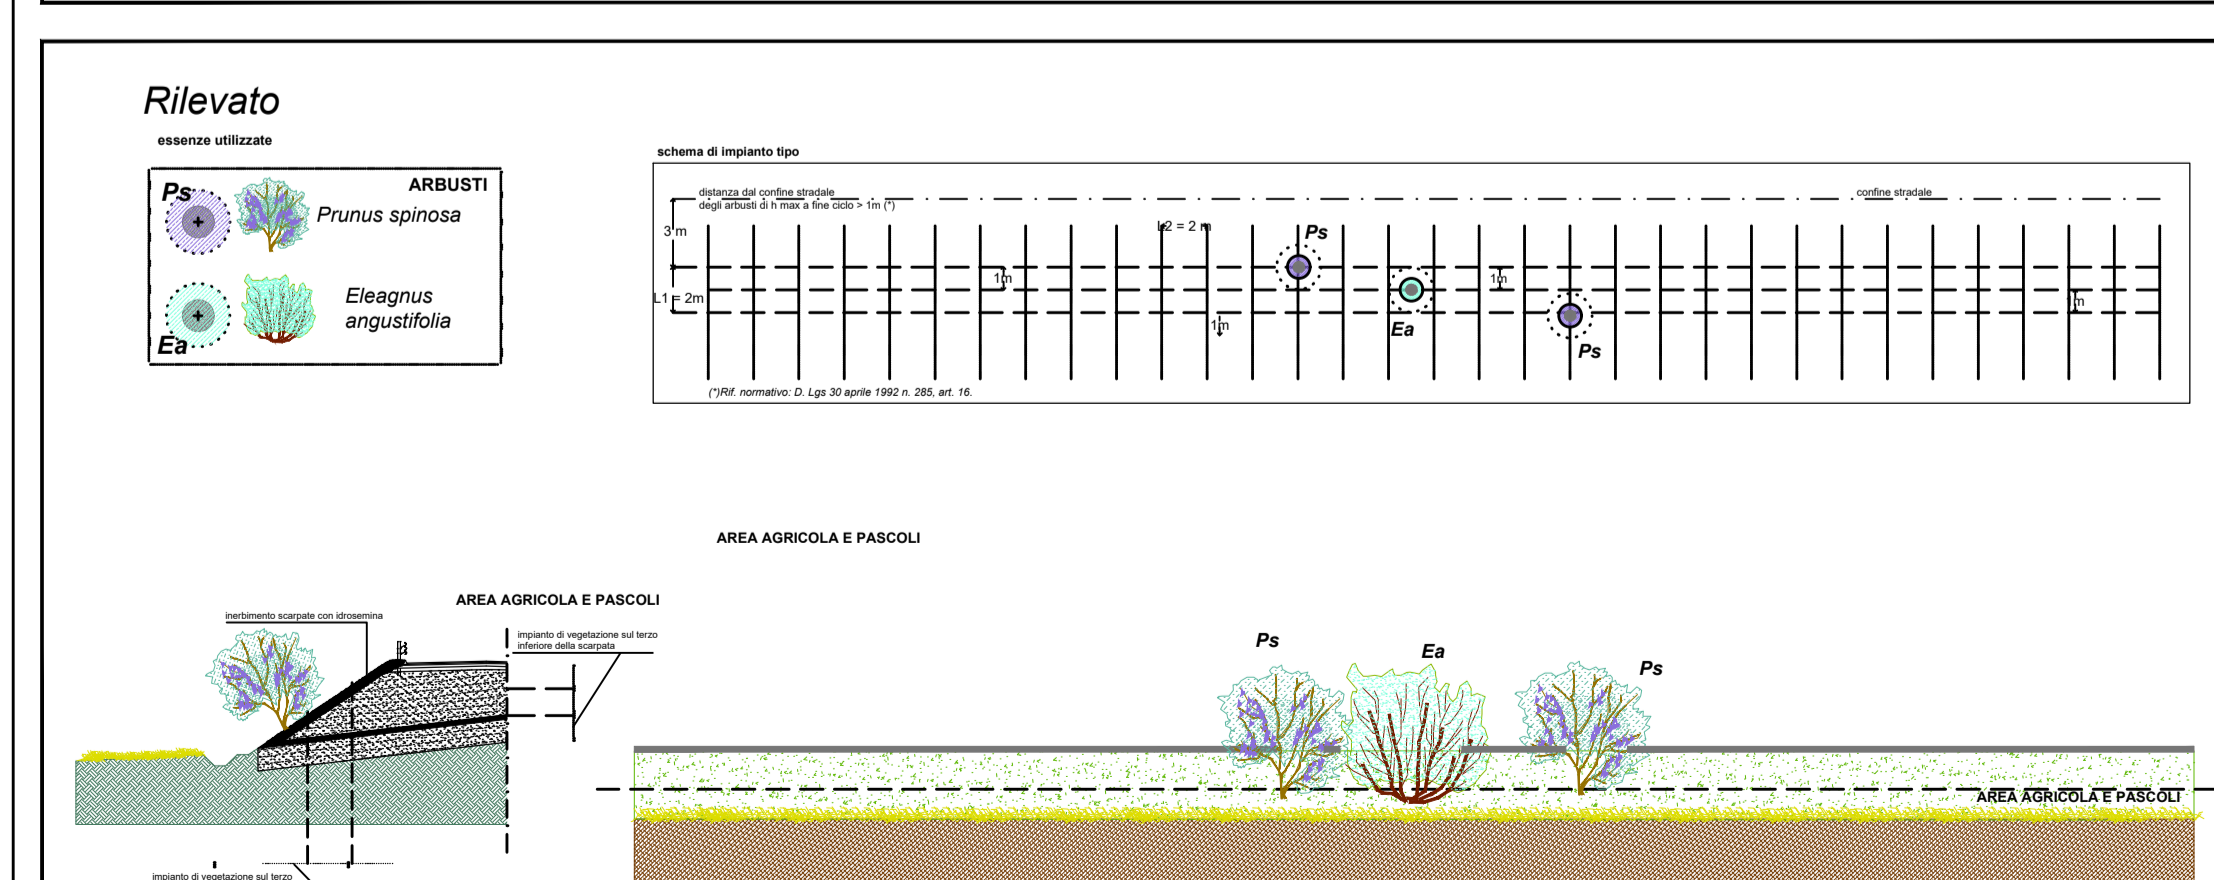 Rilevato
essenze utilizzate
ARBUSTI
Ps
Prunus spinosa
Eleagnus
angustifolia
Ea
schema di impianto tipo
distanza dal confine stradale
degli arbusti di h max a fine ciclo > 1m (*)
confine stradale
3 m
L2 = 2 m
Ps
1m
1m
L1 = 2m
1m
1m
Ea
Ps
(*)Rif. normativo: D. Lgs 30 aprile 1992 n. 285, art. 16.
AREA AGRICOLA E PASCOLI
AREA AGRICOLA E PASCOLI
inerbimento scarpate con idrosemina
impianto di vegetazione sul terzo
inferiore della scarpata
Ps
Ea
Ps
AREA AGRICOLA E PASCOLI
impianto di vegetazione sul terzo